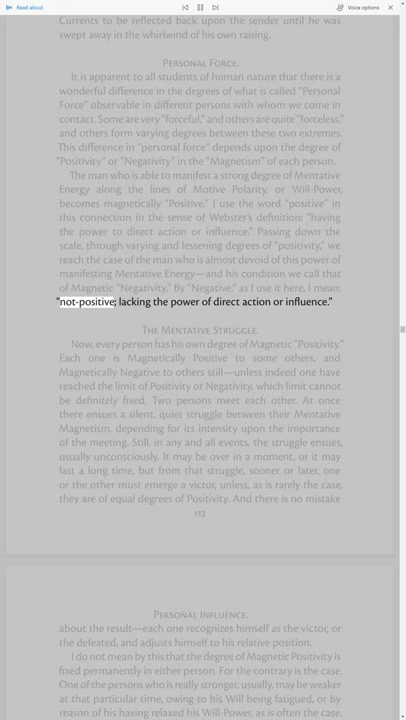 Read aloud
Voice options
Currents to be reflected back upon the sender until he was
swept away in the whirlwind of his own raising.
Personal Force.
It is apparent to all students of human nature that there is a
wonderful difference in the degrees of what is called “Personal
Force” observable in different persons with whom we come in
contact. Some are very “forceful,” and others are quite “forceless,”
and others form varying degrees between these two extremes.
This difference in “personal force” depends upon the degree of
“Positivity” or “Negativity” in the “Magnetism” of each person.
The man who is able to manifest a strong degree of Mentative
Energy along the lines of Motive Polarity, or Will-Power,
becomes magnetically “Positive.” I use the word “positive” in
this connection in the sense of Webster’s definition: “having
the power to direct action or influence.” Passing down the
scale, through varying and lessening degrees of “positivity,” we
reach the case of the man who is almost devoid of this power of
manifesting Mentative Energy—and his condition we call that
of Magnetic “Negativity.” By “Negative,” as I use it here, I mean:
“not-positive; lacking the power of direct action or influence.”
The Mentative Struggle.
Now, every person has his own degree of Magnetic “Positivity.”
Each one is Magnetically Positive to some others, and
Magnetically Negative to others still—unless indeed one have
reached the limit of Positivity or Negativity, which limit cannot
be definitely fixed. Two persons meet each other. At once
there ensues a silent, quiet struggle between their Mentative
Magnetism, depending for its intensity upon the importance
of the meeting. Still, in any and all events, the struggle ensues,
usually unconsciously. It may be over in a moment, or it may
last a long time, but from that struggle, sooner or later, one
or the other must emerge a victor, unless, as is rarely the case,
they are of equal degrees of Positivity. And there is no mistake
113
Personal Influence.
about the result—each one recognizes himself as the victor, or
the defeated, and adjusts himself to his relative position.
I do not mean by this that the degree of Magnetic Positivity is
fixed permanently in either person. For the contrary is the case.
One of the persons who is really stronger, usually, may be weaker
at that particular time, owing to his Will being fatigued, or by
reason of his having relaxed his Will-Power, as is often the case.